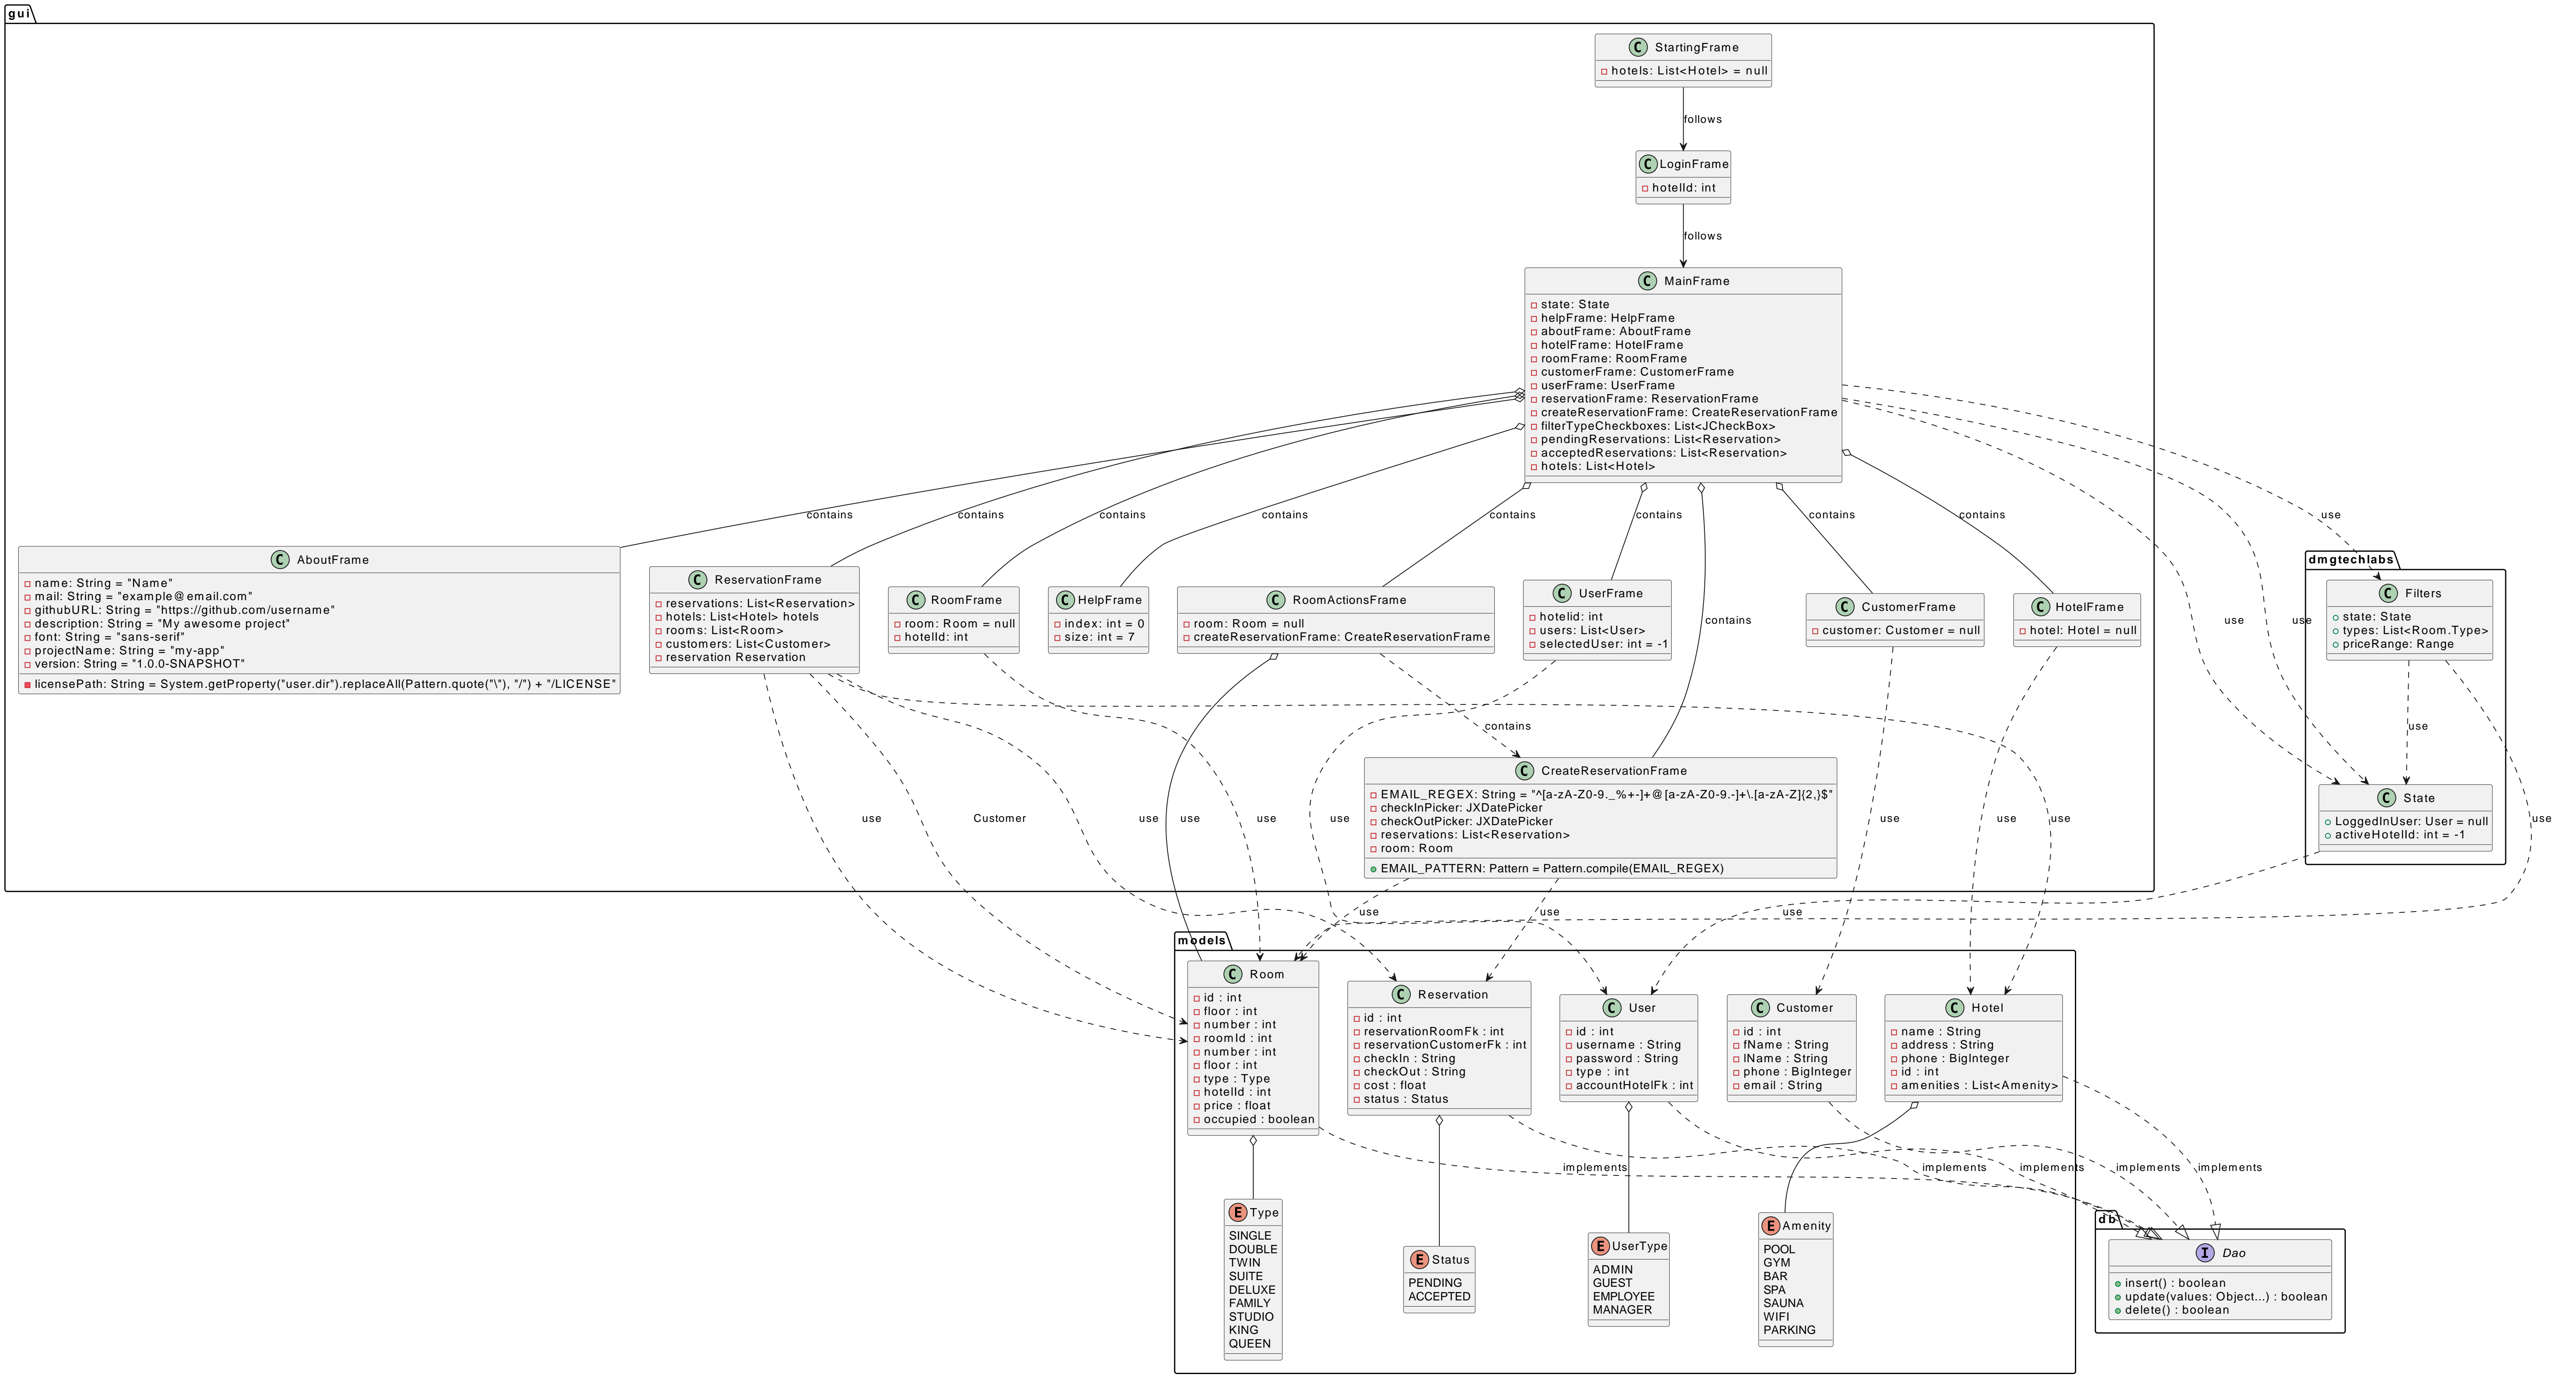 gui
StartingFrame
hotels: List<Hotel> = null
follows
LoginFrame
hotelId: int
follows
MainFrame
state: State
helpFrame: HelpFrame
aboutFrame: AboutFrame
hotelFrame: HotelFrame
roomFrame: RoomFrame
customerFrame: CustomerFrame
userFrame: UserFrame
reservationFrame: ReservationFrame
createReservationFrame: CreateReservationFrame
filterTypeCheckboxes: List<JCheckBox>
pendingReservations: List<Reservation>
acceptedReservations: List<Reservation>
hotels: List<Hotel>
contains
contains
contains
contains
contains
contains
contains
contains
use
AboutFrame
name: String = "Name"
mail: String = "example@email.com"
githubURL: String = "https://github.com/username"
description: String = "My awesome project"
font: String = "sans-serif"
projectName: String = "my-app"
version: String = "1.0.0-SNAPSHOT"
licensePath: String = System.getProperty("user.dir").replaceAll(Pattern.quote("\"), "/") + "/LICENSE"
ReservationFrame
reservations: List<Reservation>
hotels: List<Hotel> hotels
rooms: List<Room>
customers: List<Customer>
reservation Reservation
RoomFrame
room: Room = null
hotelId: int
HelpFrame
index: int = 0
size: int = 7
RoomActionsFrame
room: Room = null
createReservationFrame: CreateReservationFrame
UserFrame
hotelid: int
users: List<User>
selectedUser: int = -1
contains
CustomerFrame
customer: Customer = null
HotelFrame
hotel: Hotel = null
use
use
dmgtechlabs
Filters
state: State
types: List<Room.Type>
priceRange: Range
contains
use
CreateReservationFrame
EMAIL_REGEX: String = "^[a-zA-Z0-9._%+-]+@[a-zA-Z0-9.-]+\.[a-zA-Z]{2,}$"
checkInPicker: JXDatePicker
checkOutPicker: JXDatePicker
reservations: List<Reservation>
room: Room
EMAIL_PATTERN: Pattern = Pattern.compile(EMAIL_REGEX)
State
LoggedInUser: User = null
activeHotelId: int = -1
use
Customer
use
use
use
use
use
use
use
use
use
use
use
models
Room
id : int
floor : int
number : int
roomId : int
number : int
floor : int
type : Type
hotelId : int
price : float
occupied : boolean
Reservation
id : int
reservationRoomFk : int
reservationCustomerFk : int
checkIn : String
checkOut : String
cost : float
status : Status
User
id : int
username : String
password : String
type : int
accountHotelFk : int
Customer
id : int
fName : String
lName : String
phone : BigInteger
email : String
Hotel
name : String
address : String
phone : BigInteger
id : int
amenities : List<Amenity>
implements
implements
implements
implements
implements
Type
SINGLE
DOUBLE
TWIN
SUITE
DELUXE
FAMILY
STUDIO
KING
QUEEN
Status
PENDING
ACCEPTED
UserType
ADMIN
GUEST
EMPLOYEE
MANAGER
Amenity
POOL
GYM
BAR
SPA
SAUNA
WIFI
PARKING
db
Dao
insert() : boolean
update(values: Object...) : boolean
delete() : boolean